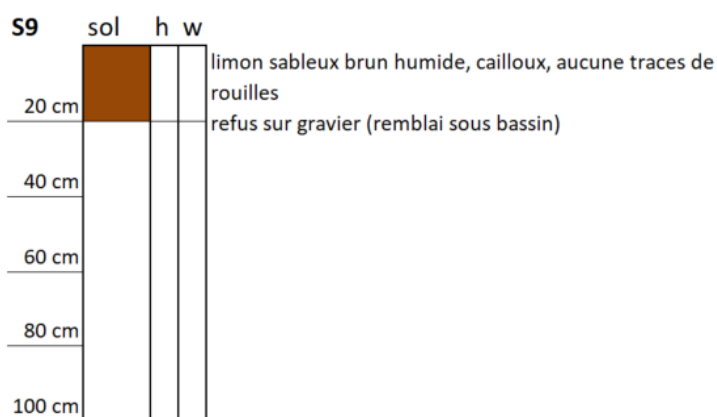 S9 sol h w
limon sableux brun humide, cailloux, aucune traces de
rouilles
20 cm
refus sur gravier (remblai sous bassin)
40 cm
60 cm
80 cm
100 cm